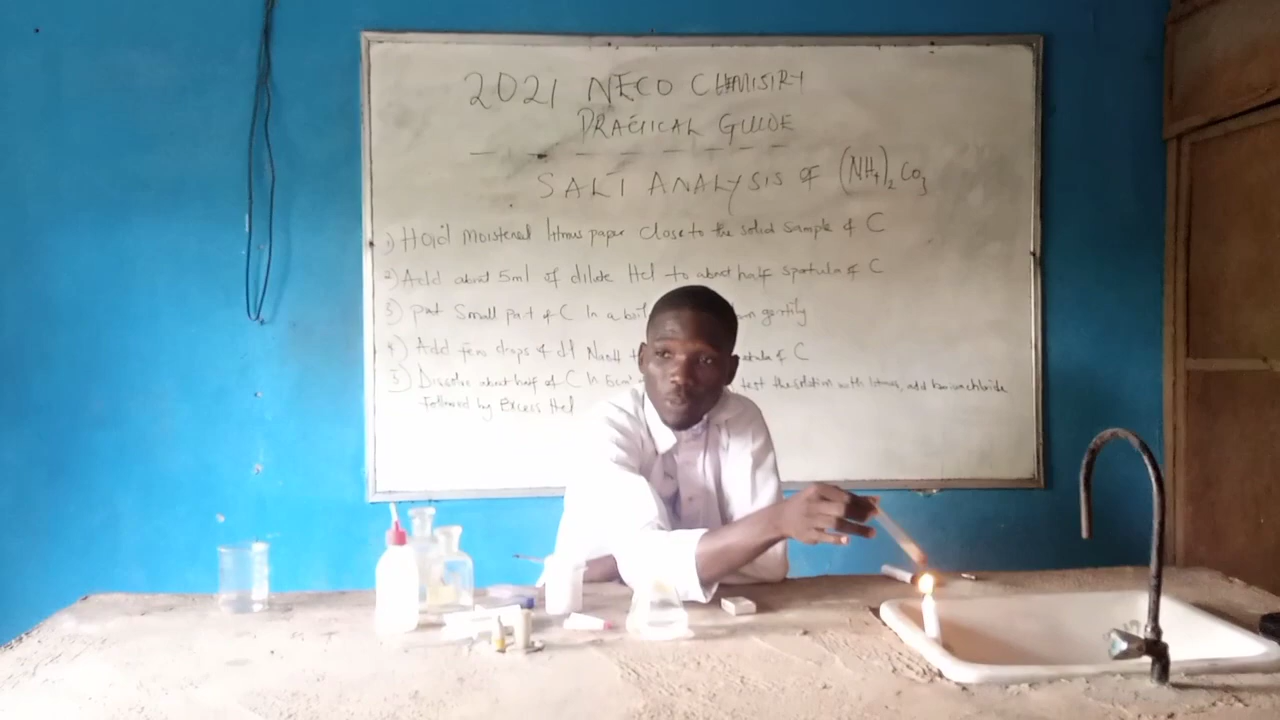 2021 NECO CHEMISTRY
PRACTICAL GUIDE
SALT ANALYSIS OF (NH4)2 CO3
1) Hold moistened litmus paper close to the solid sample of C
2) Add about 5ml of dilute Hcl to about half spatula of C
3) put small part of C In a gently
4) Add few drops of dil NaOH of C
5) Dissolve about half of C In 5cm3 test the solution with litmus, add barium chloride
followed by Excess Hcl